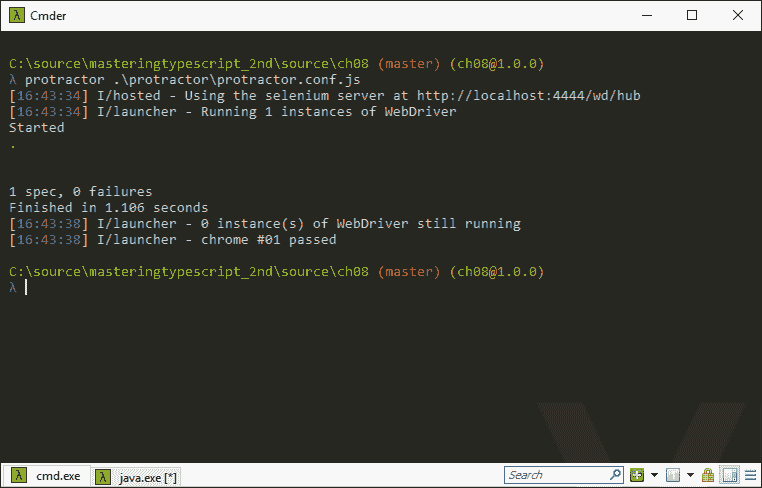 Cmder
C:\source\masteringtypescript_2nd\source\ch08 (master) (ch08@1.0.0)
λ protractor .\protractor\protractor.conf.js
[16:43:34] I/hosted - Using the selenium server at http://localhost:4444/wd/hub
[16:43:34] I/launcher - Running 1 instances of WebDriver
Started
.
1 spec, 0 failures
Finished in 1.106 seconds
[16:43:38] I/launcher - 0 instance(s) of WebDriver still running
[16:43:38] I/launcher - chrome #01 passed
C:\source\masteringtypescript_2nd\source\ch08 (master) (ch08@1.0.0)
λ
cmd.exe java.exe [*] Search